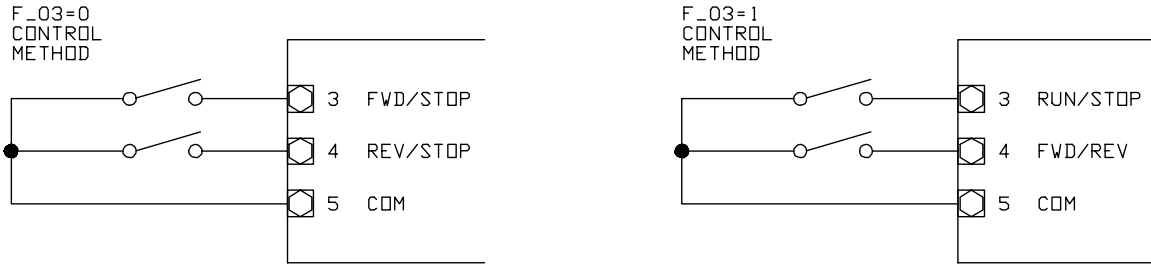 F_03=0
CONTROL
METHOD
3 FWD/STOP
4 REV/STOP
5 COM
F_03=1
CONTROL
METHOD
3 RUN/STOP
4 FWD/REV
5 COM